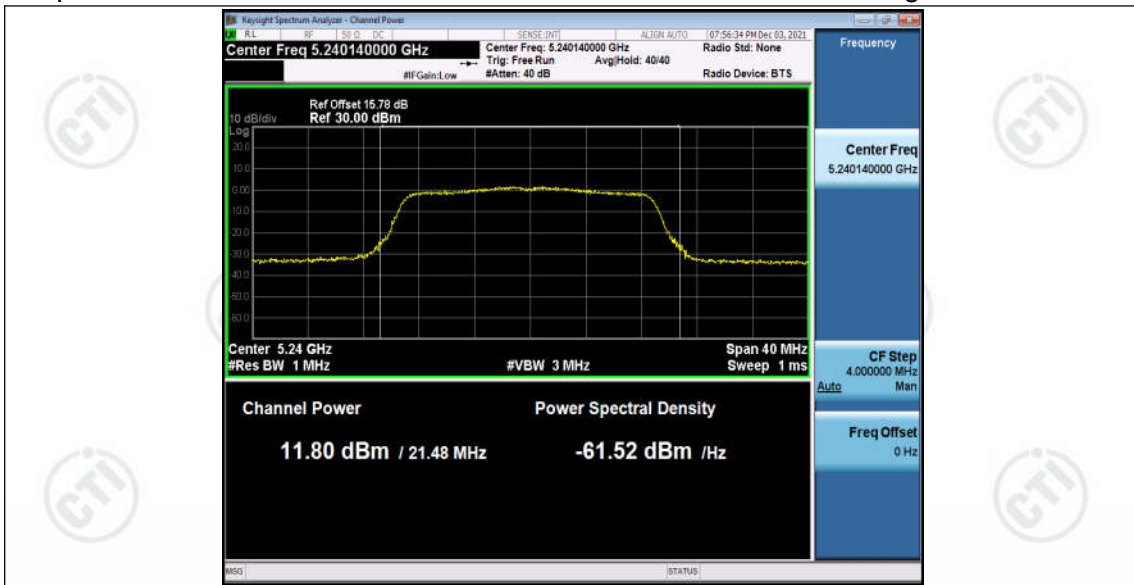 Keysight Spectrum Analyzer - Channel Power
RL RF 50 Ω DC SENSE:INT ALIGN AUTO 07:56:34 PM Dec 03, 2021
Center Freq 5.240140000 GHz
Center Freq: 5.240140000 GHz
Radio Std: None
Trig: Free Run Avg|Hold: 40/40
#IFGain:Low
#Atten: 40 dB
Radio Device: BTS
Ref Offset 15.78 dB
10 dB/div Ref 30.00 dBm
Log
20.0
10.0
0.00
-10.0
-20.0
-30.0
-40.0
-50.0
-60.0
Center 5.24 GHz Span 40 MHz
#Res BW 1 MHz #VBW 3 MHz Sweep 1 ms
Channel Power Power Spectral Density
11.80 dBm / 21.48 MHz -61.52 dBm /Hz
MSG STATUS
Frequency
Center Freq
5.240140000 GHz
CF Step
4.000000 MHz
Auto Man
Freq Offset
0 Hz
CTI
CTI
CTI
CTI